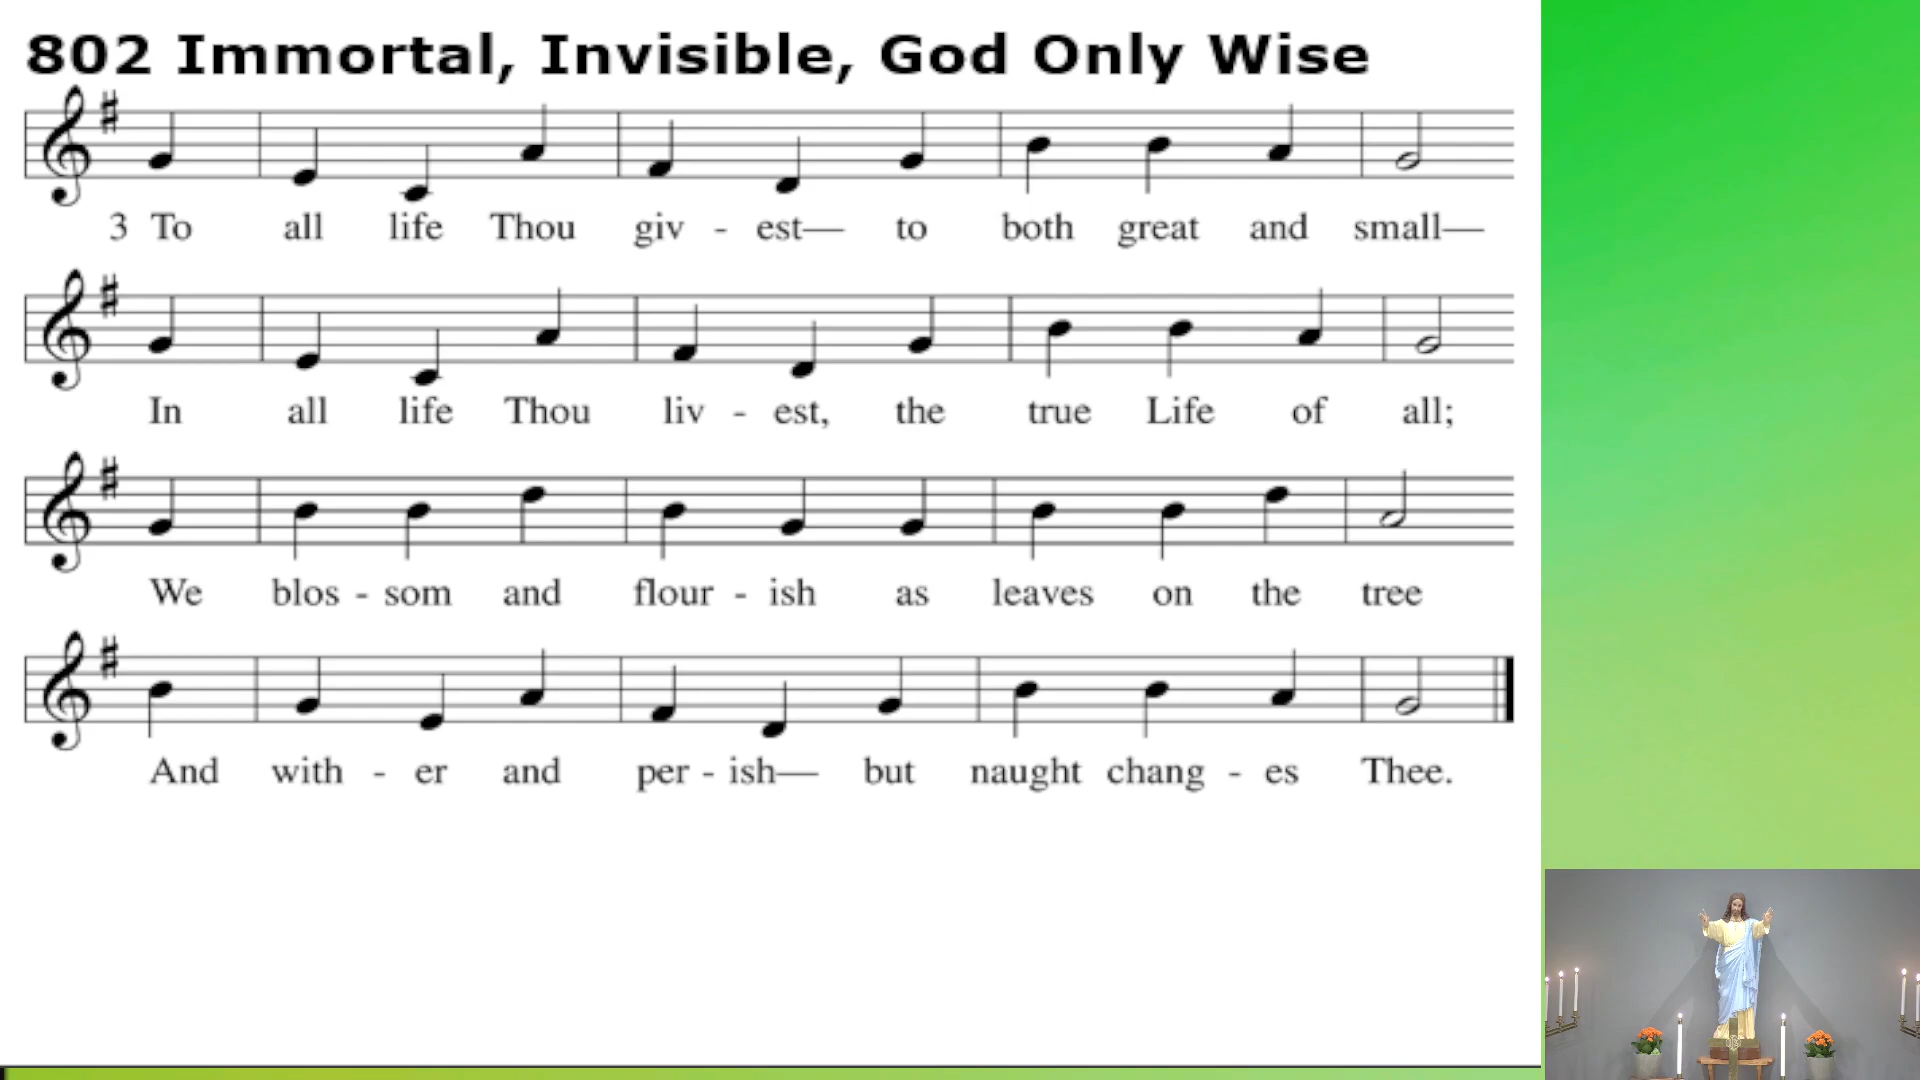 802 Immortal, Invisible, God Only Wise
3 To all life Thou giv - est— to both great and small—
In all life Thou liv - est, the true Life of all;
We blos - som and flour - ish as leaves on the tree
And with - er and per - ish— but naught chang - es Thee.